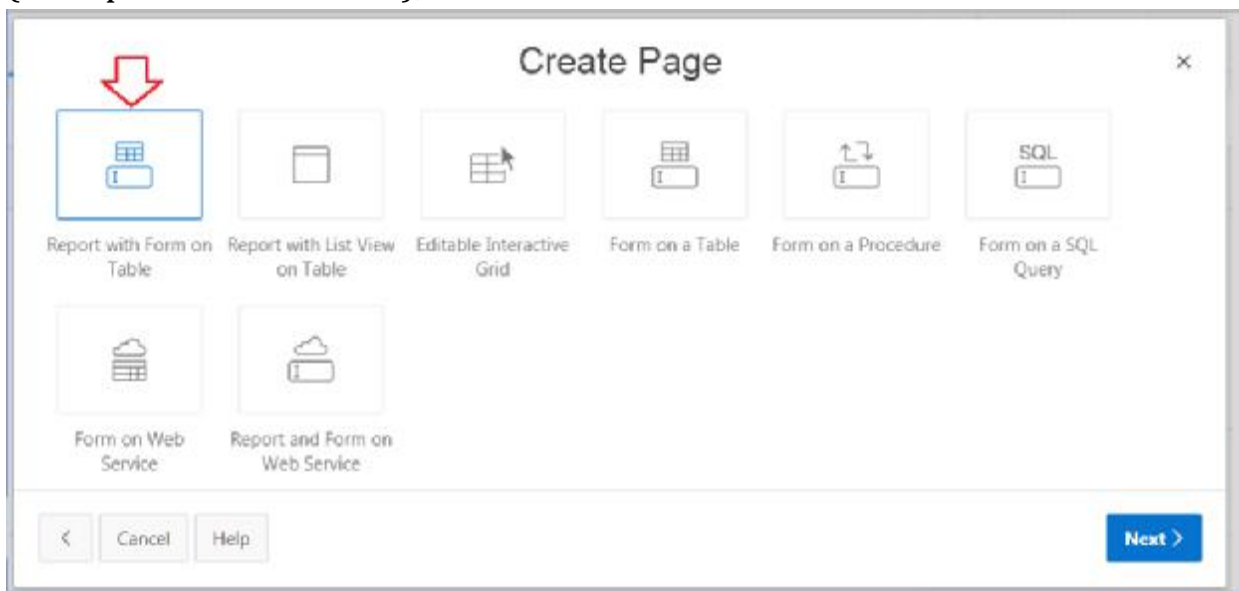 Create Page
×
SQL
Report with Form on
Table
Report with List View
on Table
Editable Interactive
Grid
Form on a Table
Form on a Procedure
Form on a SQL
Query
Form on Web
Service
Report and Form on
Web Service
< Cancel Help
Next >